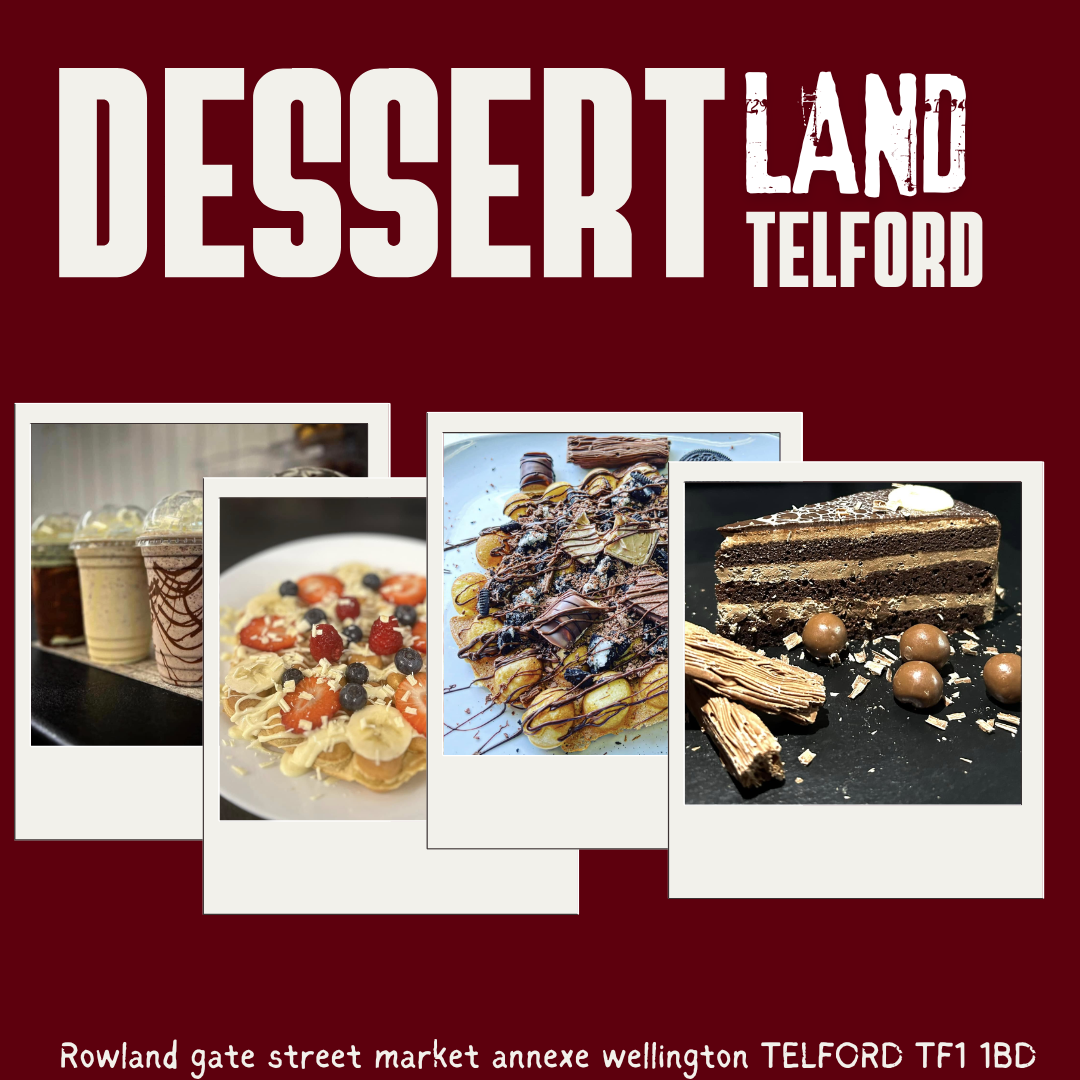 DESSERT
LAND
TELFORD
Rowland gate street market annexe wellington TELFORD TF1 1BD